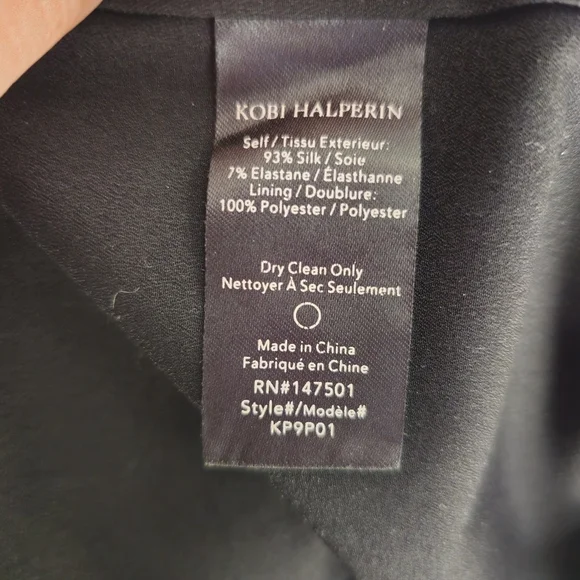 KOBI HALPERIN
Self / Tissu Exterieur:
93% Silk / Soie
7% Elastane / Élasthanne
Lining / Doublure:
100% Polyester / Polyester
Dry Clean Only
Nettoyer À Sec Seulement
Made in China
Fabriqué en Chine
RN#147501
Style#/Modèle#
KP9P01